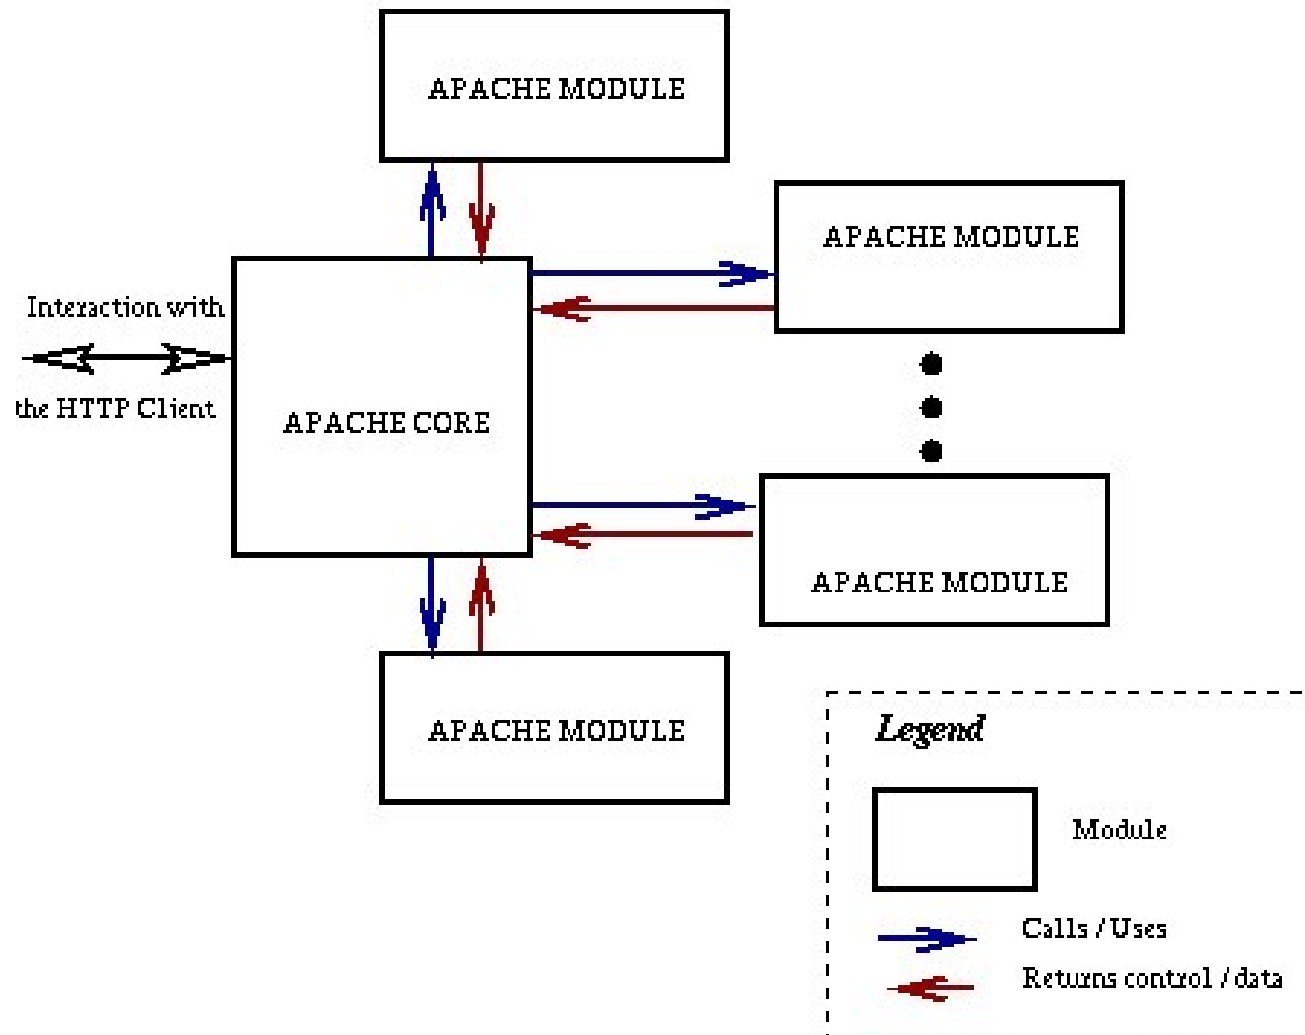 APACHE MODULE
APACHE MODULE
Interaction with
the HTTP Client
APACHE CORE
APACHE MODULE
APACHE MODULE
Legend
Module
Calls / Uses
Returns control / data